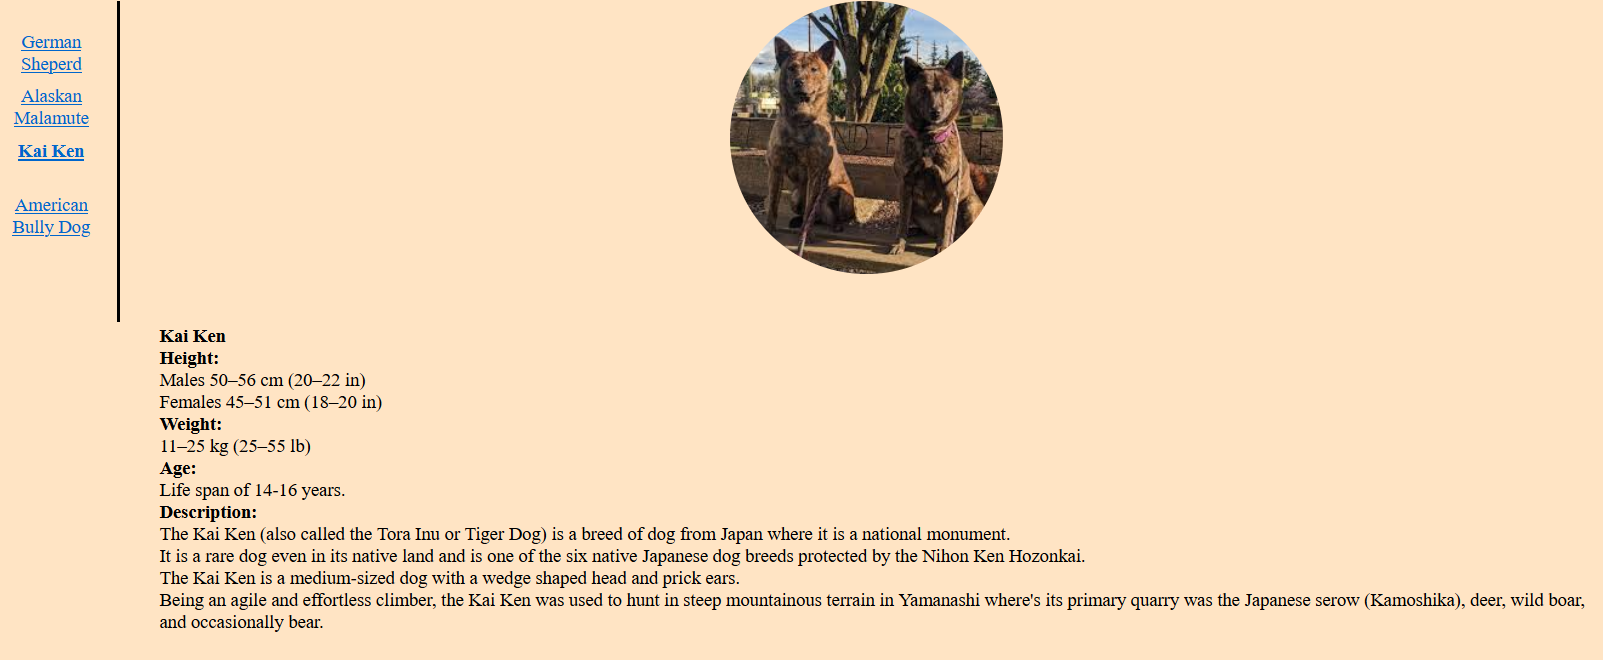 German
Sheperd
Alaskan
Malamute
Kai Ken
American
Bully Dog
Kai Ken
Height:
Males 50–56 cm (20–22 in)
Females 45–51 cm (18–20 in)
Weight:
11–25 kg (25–55 lb)
Age:
Life span of 14-16 years.
Description:
The Kai Ken (also called the Tora Inu or Tiger Dog) is a breed of dog from Japan where it is a national monument.
It is a rare dog even in its native land and is one of the six native Japanese dog breeds protected by the Nihon Ken Hozonkai.
The Kai Ken is a medium-sized dog with a wedge shaped head and prick ears.
Being an agile and effortless climber, the Kai Ken was used to hunt in steep mountainous terrain in Yamanashi where's its primary quarry was the Japanese serow (Kamoshika), deer, wild boar,
and occasionally bear.